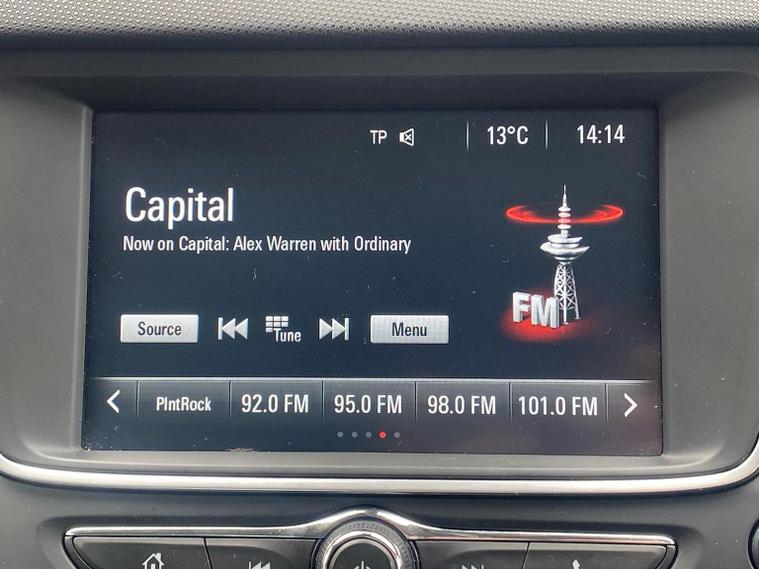 TP 13°C 14:14
Capital
Now on Capital: Alex Warren with Ordinary
FM
Source Tune Menu
PlntRock 92.0 FM 95.0 FM 98.0 FM 101.0 FM